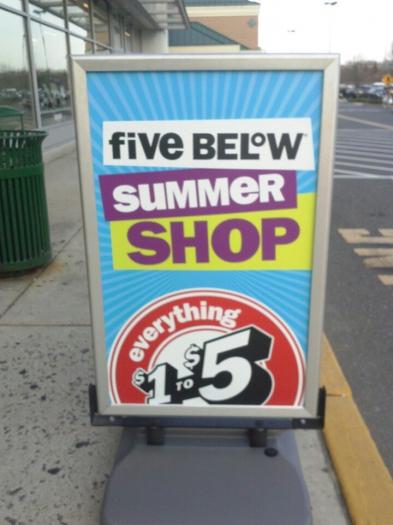 five BELOW
SUMMER
SHOP
everything
$1 TO $5